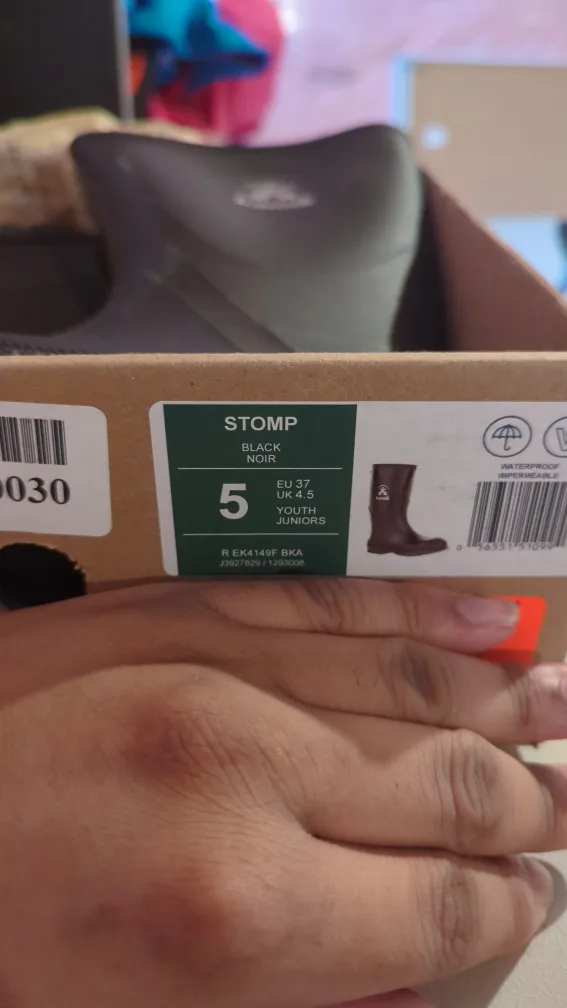 0030
STOMP
BLACK
NOIR
5
EU 37
UK 4.5
YOUTH
JUNIORS
R EK4149F BKA
J3927829 / 1293008
WATERPROOF
IMPERMÉABLE